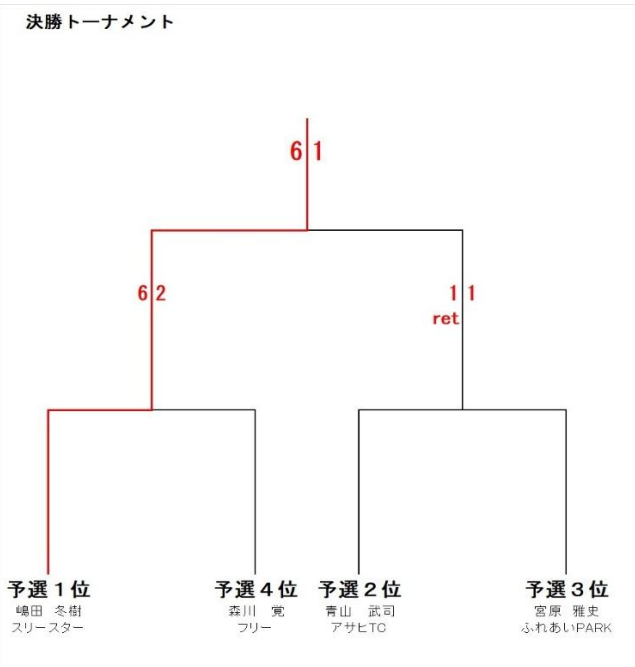 決勝トーナメント
6 1
6 2
1 1
ret
予選1位
嶋田 冬樹
スリースター
予選4位
森川 覚
フリー
予選2位
青山 武司
アサヒTC
予選3位
宮原 雅史
ふれあいPARK